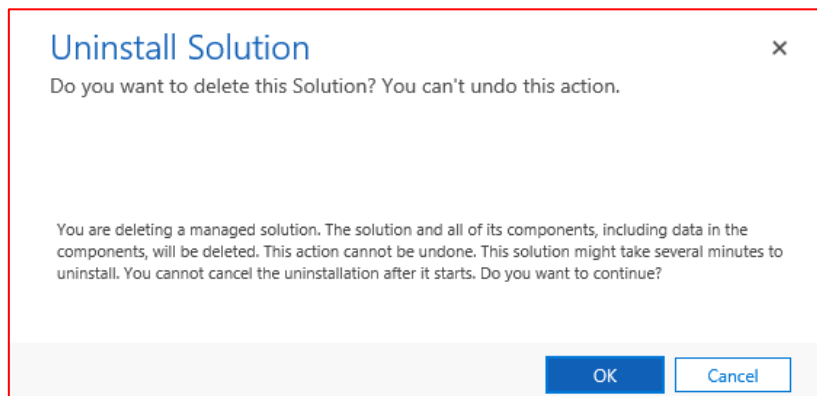 Uninstall Solution
Do you want to delete this Solution? You can't undo this action.
You are deleting a managed solution. The solution and all of its components, including data in the
components, will be deleted. This action cannot be undone. This solution might take several minutes to
uninstall. You cannot cancel the uninstallation after it starts. Do you want to continue?
OK Cancel